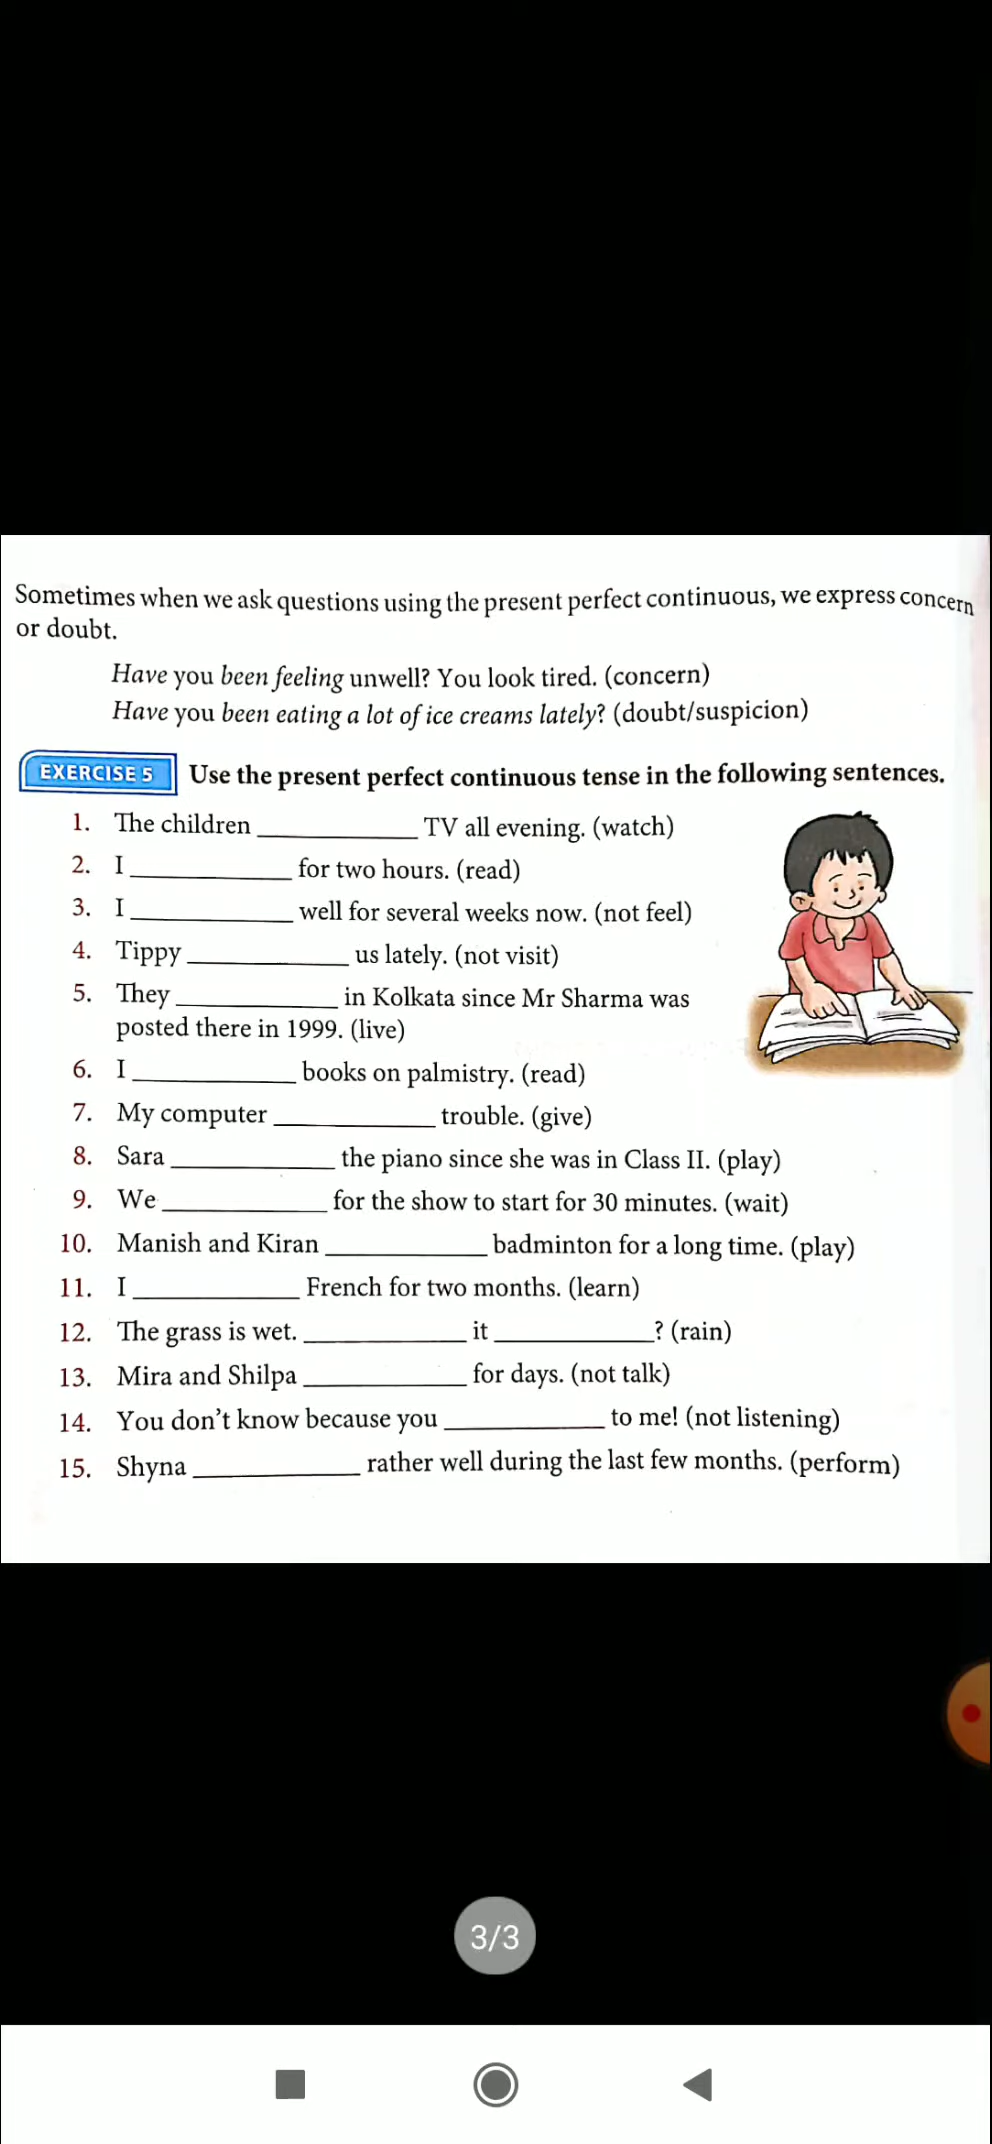 Sometimes when we ask questions using the present perfect continuous, we express concern
or doubt.
Have you been feeling unwell? You look tired. (concern)
Have you been eating a lot of ice creams lately? (doubt/suspicion)
EXERCISE 5 Use the present perfect continuous tense in the following sentences.
1. The children ____________ TV all evening. (watch)
2. I ____________ for two hours. (read)
3. I ____________ well for several weeks now. (not feel)
4. Tippy ____________ us lately. (not visit)
5. They ____________ in Kolkata since Mr Sharma was
posted there in 1999. (live)
6. I ____________ books on palmistry. (read)
7. My computer ____________ trouble. (give)
8. Sara ____________ the piano since she was in Class II. (play)
9. We ____________ for the show to start for 30 minutes. (wait)
10. Manish and Kiran ____________ badminton for a long time. (play)
11. I ____________ French for two months. (learn)
12. The grass is wet. ____________ it ____________? (rain)
13. Mira and Shilpa ____________ for days. (not talk)
14. You don't know because you ____________ to me! (not listening)
15. Shyna ____________ rather well during the last few months. (perform)
3/3